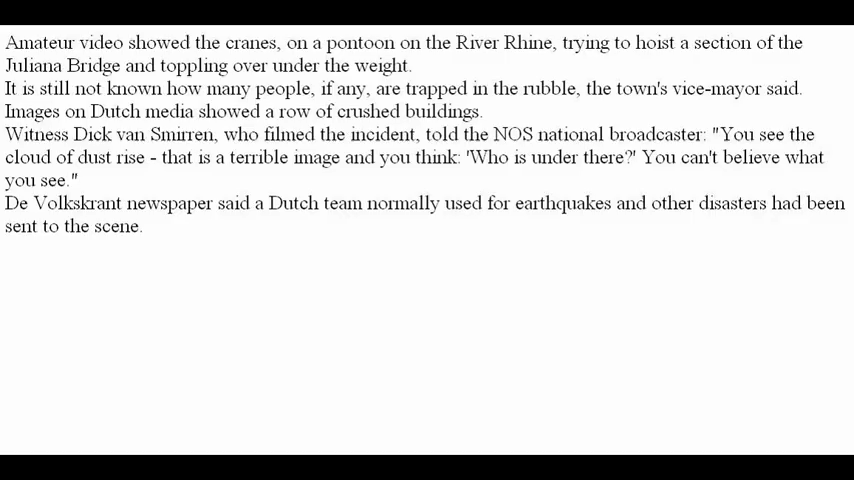 Amateur video showed the cranes, on a pontoon on the River Rhine, trying to hoist a section of the
Juliana Bridge and toppling over under the weight.
It is still not known how many people, if any, are trapped in the rubble, the town's vice-mayor said.
Images on Dutch media showed a row of crushed buildings.
Witness Dick van Smirren, who filmed the incident, told the NOS national broadcaster: "You see the
cloud of dust rise - that is a terrible image and you think: 'Who is under there?' You can't believe what
you see."
De Volkskrant newspaper said a Dutch team normally used for earthquakes and other disasters had been
sent to the scene.